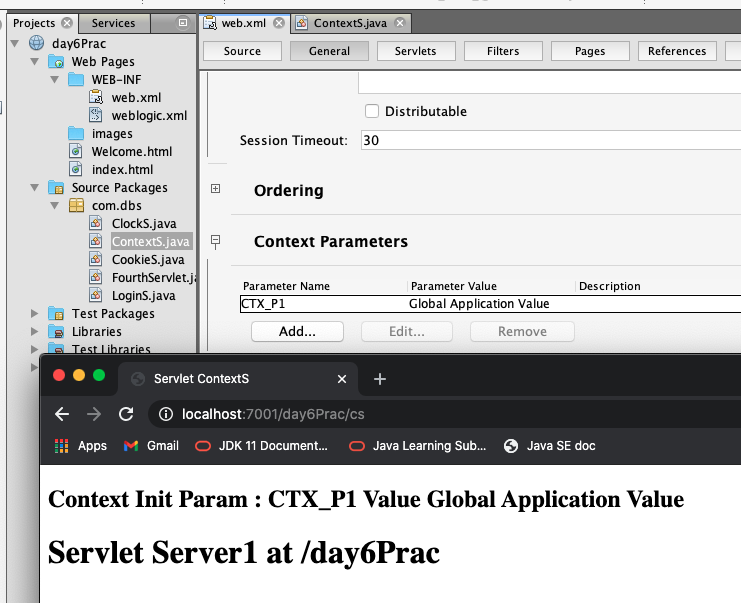 Projects
Services
web.xml
ContextS.java
day6Prac
Web Pages
WEB-INF
web.xml
weblogic.xml
images
Welcome.html
index.html
Source Packages
com.dbs
ClockS.java
ContextS.java
CookieS.java
FourthServlet.ja
LoginS.java
Test Packages
Libraries
Test Libraries
Source
General
Servlets
Filters
Pages
References
Distributable
Session Timeout: 30
Ordering
Context Parameters
Parameter Name Parameter Value Description
CTX_P1 Global Application Value
Add... Edit... Remove
Servlet ContextS
localhost:7001/day6Prac/cs
Apps Gmail JDK 11 Document... Java Learning Sub... Java SE doc
Context Init Param : CTX_P1 Value Global Application Value
Servlet Server1 at /day6Prac